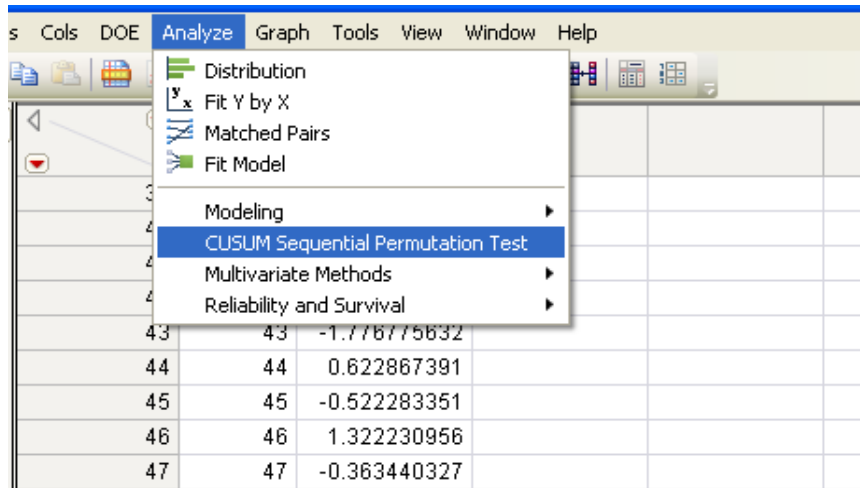 s Cols DOE Analyze Graph Tools View Window Help
Distribution
Fit Y by X
Matched Pairs
Fit Model
Modeling
CUSUM Sequential Permutation Test
Multivariate Methods
Reliability and Survival
43 43 -1.776775632
44 44 0.622867391
45 45 -0.522283351
46 46 1.322230956
47 47 -0.363440327